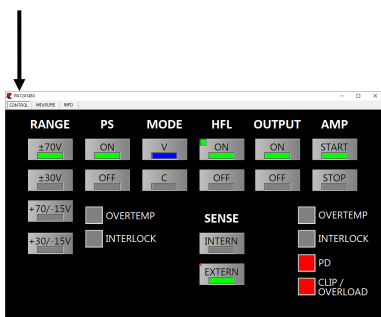 PA1241484
CONTROL MEASURE INFO
RANGE PS MODE HFL OUTPUT AMP
±70V ON V ON ON START
±30V OFF C OFF OFF STOP
+70/-15V OVERTEMP SENSE OVERTEMP
+30/-15V INTERLOCK INTERN INTERLOCK
EXTERN PD
CLIP /
OVERLOAD